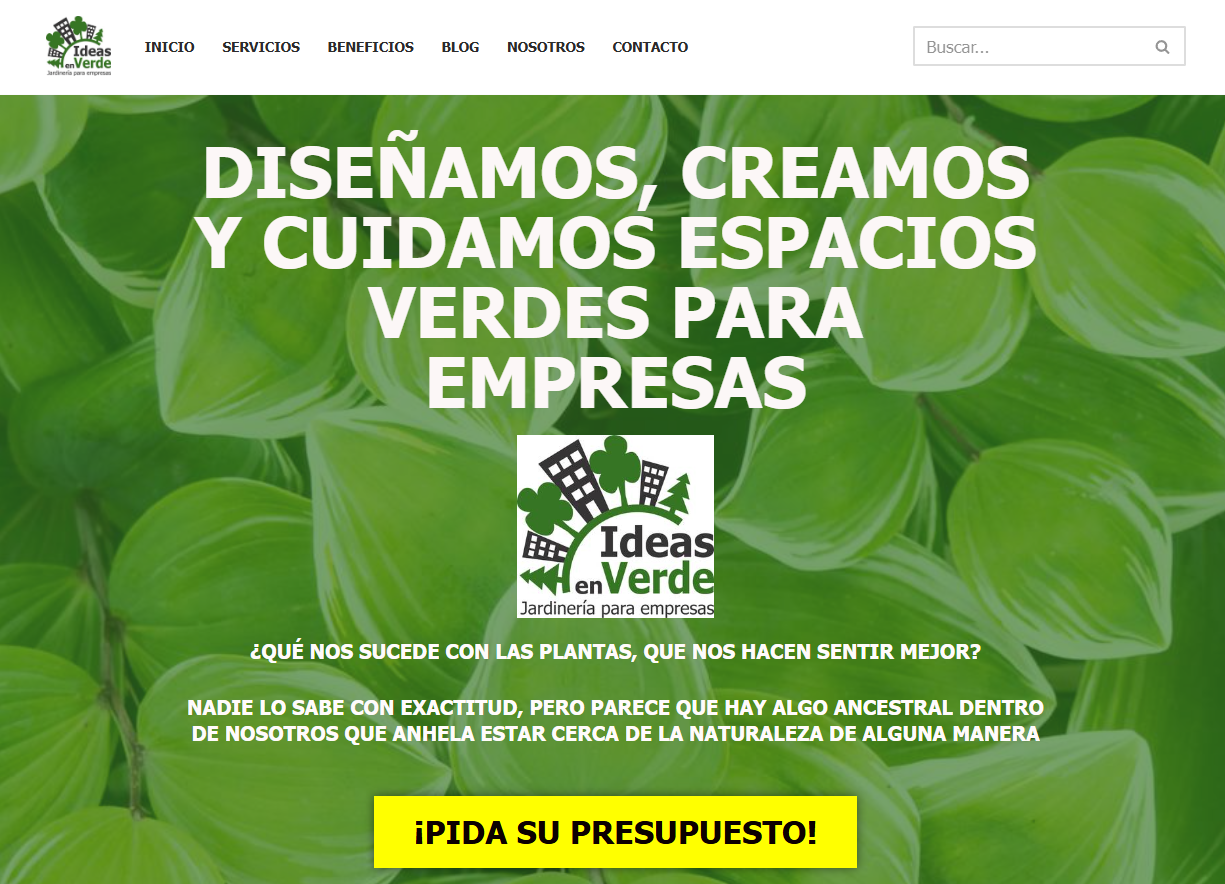 Ideas
en Verde
Jardinería para empresas
INICIO SERVICIOS BENEFICIOS BLOG NOSOTROS CONTACTO
Buscar...
DISEÑAMOS, CREAMOS
Y CUIDAMOS ESPACIOS
VERDES PARA
EMPRESAS
Ideas
en Verde
Jardinería para empresas
¿QUÉ NOS SUCEDE CON LAS PLANTAS, QUE NOS HACEN SENTIR MEJOR?
NADIE LO SABE CON EXACTITUD, PERO PARECE QUE HAY ALGO ANCESTRAL DENTRO
DE NOSOTROS QUE ANHELA ESTAR CERCA DE LA NATURALEZA DE ALGUNA MANERA
¡PIDA SU PRESUPUESTO!